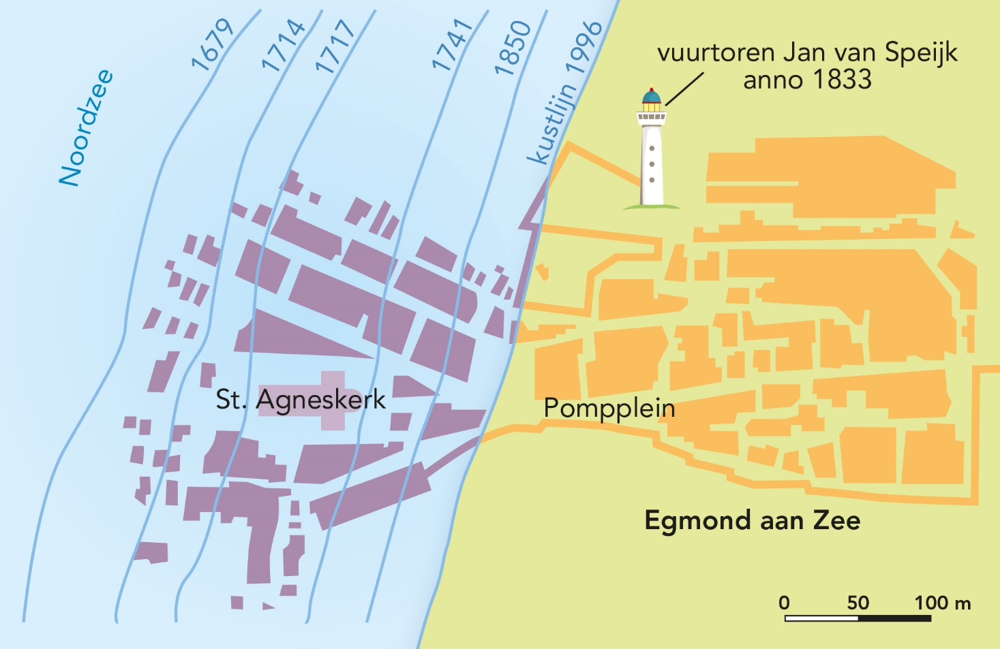 1679
1714
1717
1741
1850
kustlijn 1996
Noordzee
vuurtoren Jan van Speijk
anno 1833
St. Agneskerk
Pompplein
Egmond aan Zee
0 50 100 m